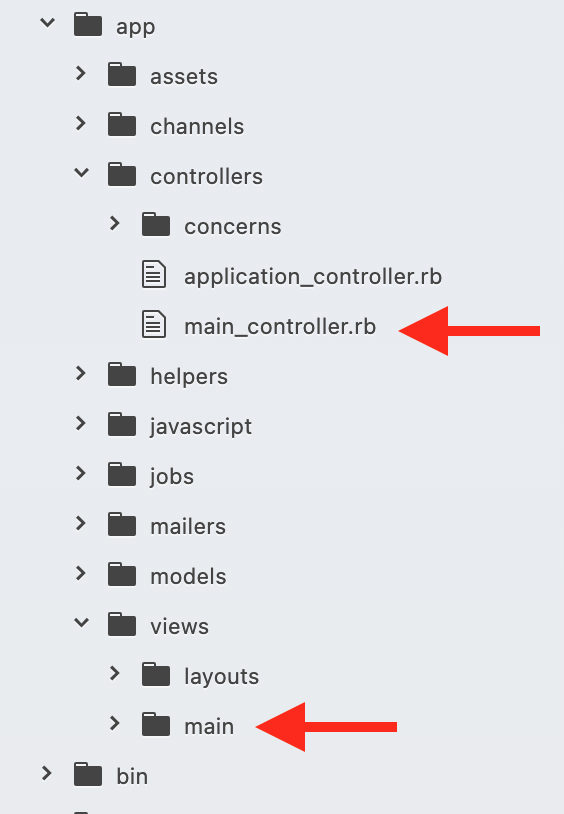 app
assets
channels
controllers
concerns
application_controller.rb
main_controller.rb
helpers
javascript
jobs
mailers
models
views
layouts
main
bin